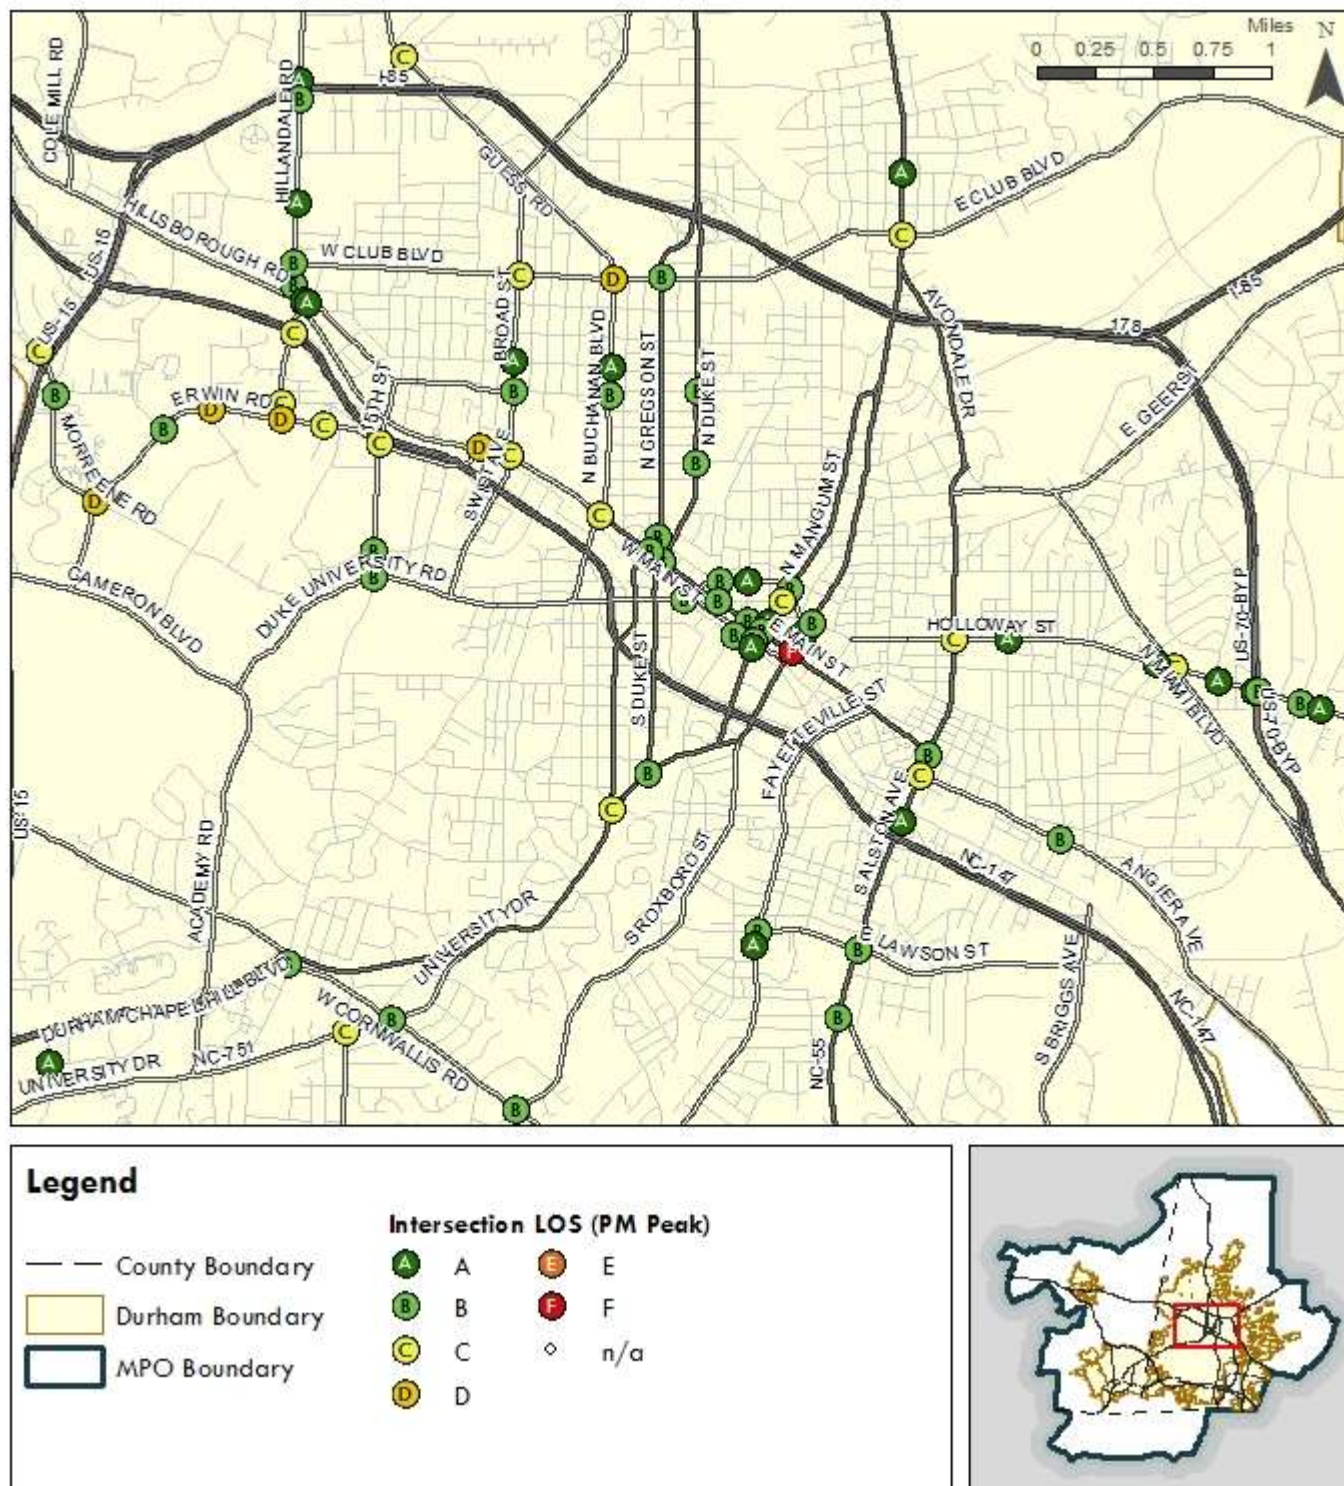 Miles
N
0 0.25 0.5 0.75 1
COLE MILL RD
HILLANDALE RD
I-85
GUESS RD
E CLUB BLVD
HILLSBOROUGH RD
US-15
W CLUB BLVD
BROAD ST
N BUCHANAN BLVD
N GREGSON ST
N DUKE ST
AVONDALE DR
178
I-85
US-15
15TH ST
ERWIN RD
E GEER ST
MORREENE RD
SWIFT AVE
N MANGUM ST
W MAIN ST
CAMERON BLVD
DUKE UNIVERSITY RD
E MAIN ST
HOLLOWAY ST
US-70-BYP
N MIAMI BLVD
S DUKE ST
FAYETTEVILLE ST
US-70-BYP
US-15
ACADEMY RD
S ROXBORO ST
S ALSTON AVE
NC-147
ANGIER AVE
UNIVERSITY DR
E LAWSON ST
S BRIGGS AVE
NC-147
DURHAM-CHAPEL HILL BLVD
W CORNWALLIS RD
NC-55
UNIVERSITY DR
NC-751
Legend
County Boundary
Durham Boundary
MPO Boundary
Intersection LOS (PM Peak)
A A
B B
C C
D D
E E
F F
n/a